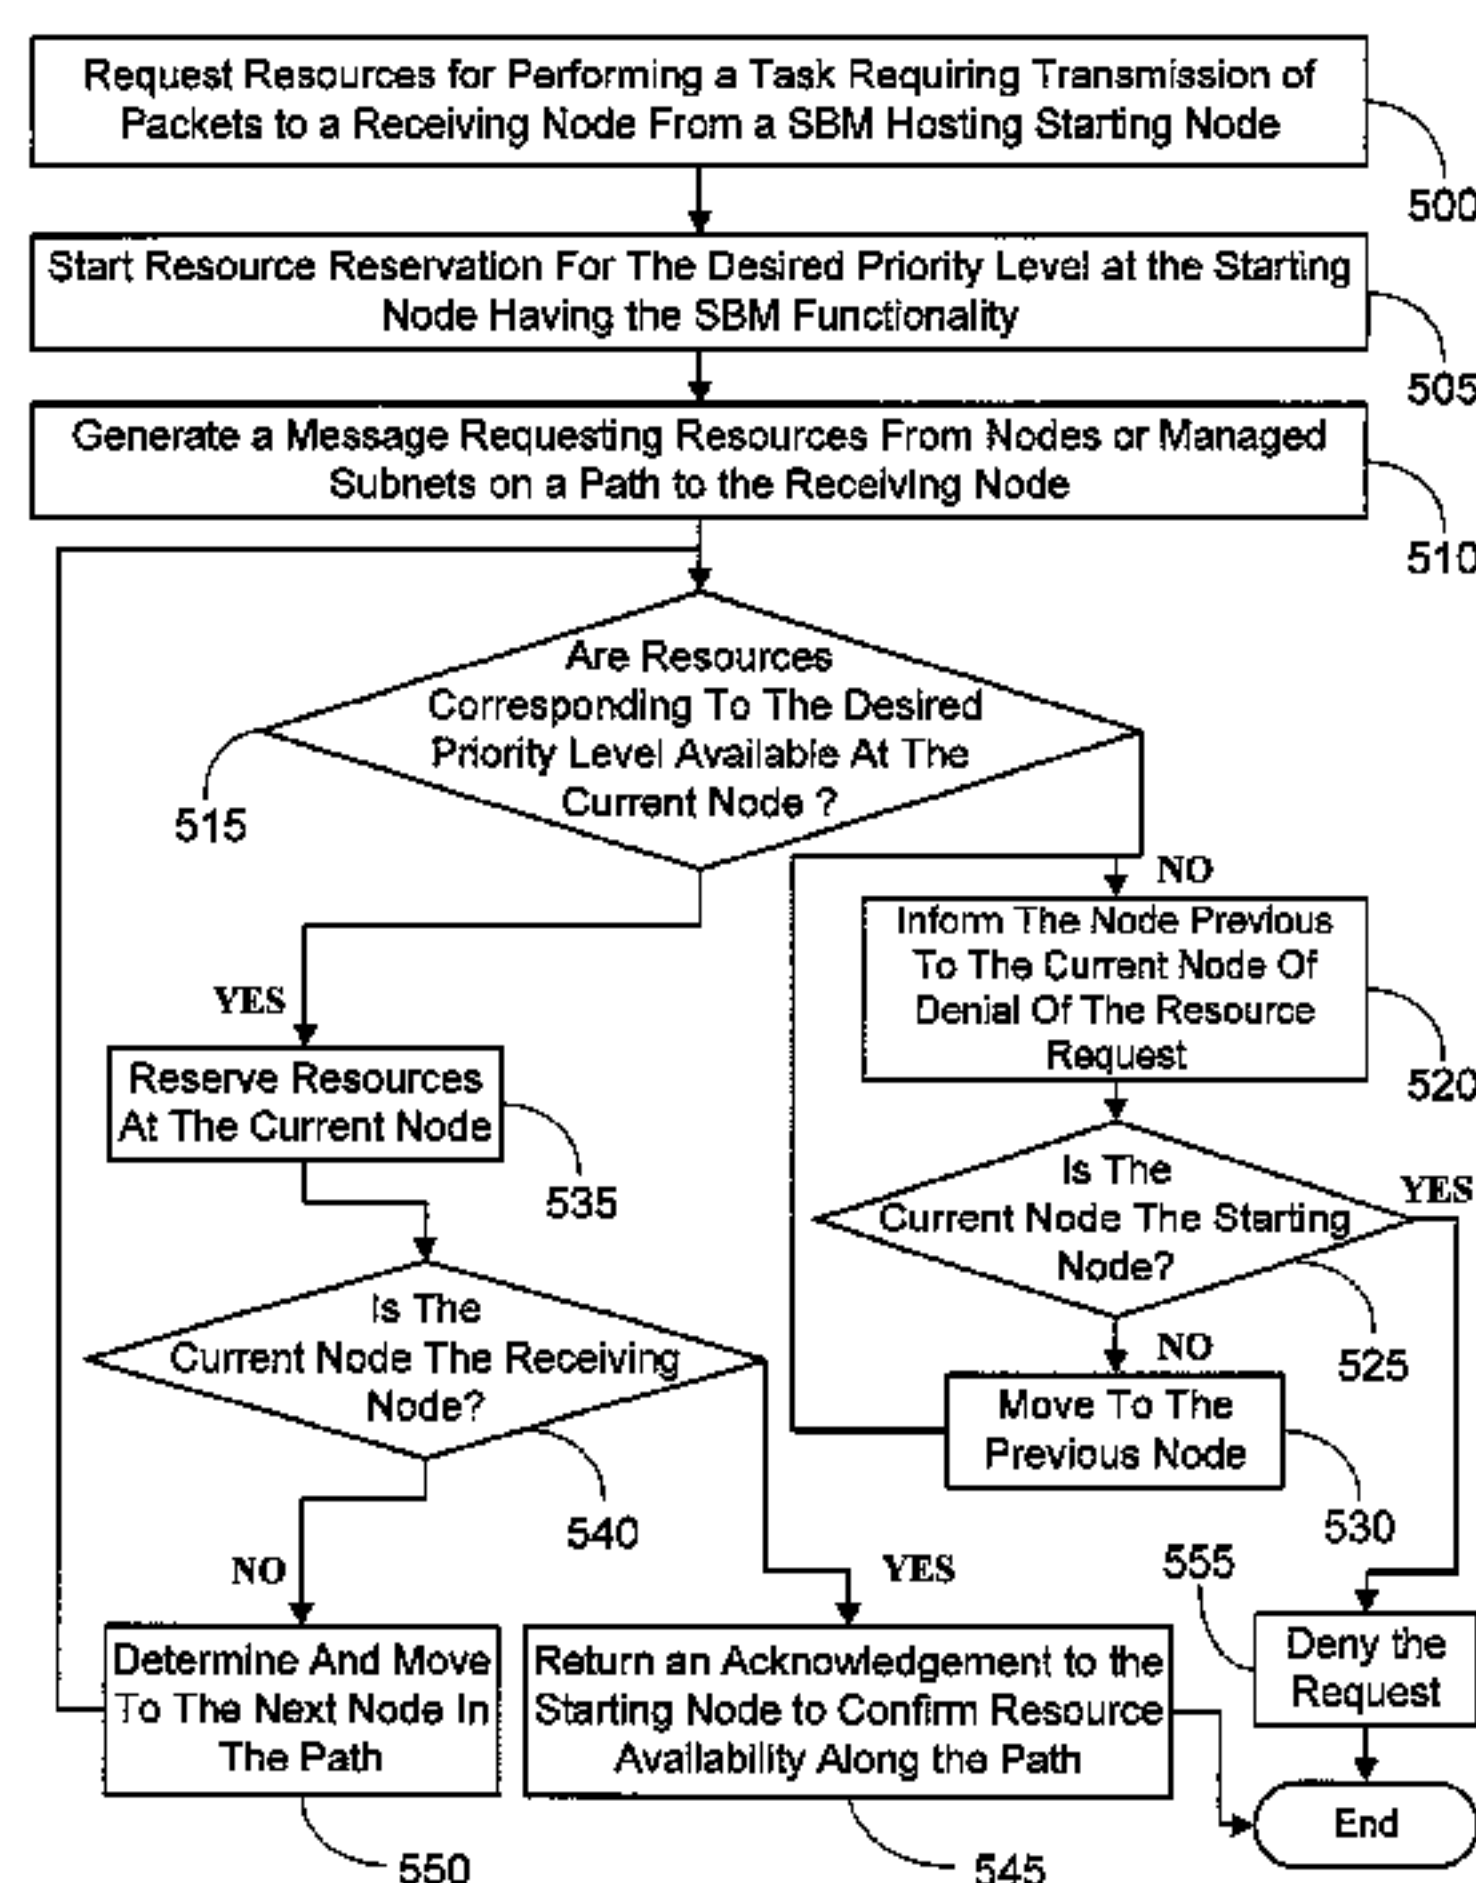 Request Resources for Performing a Task Requiring Transmission of
Packets to a Receiving Node From a SBM Hosting Starting Node
500
Start Resource Reservation For The Desired Priority Level at the Starting
Node Having the SBM Functionality
505
Generate a Message Requesting Resources From Nodes or Managed
Subnets on a Path to the Receiving Node
510
Are Resources
Corresponding To The Desired
Priority Level Available At The
Current Node ?
515
NO
Inform The Node Previous
To The Current Node Of
Denial Of The Resource
Request
520
YES
Reserve Resources
At The Current Node
535
Is The
Current Node The Starting
Node?
YES
525
Is The
Current Node The Receiving
Node?
540
NO
Move To The
Previous Node
530
NO
YES
555
Determine And Move
To The Next Node In
The Path
550
Return an Acknowledgement to the
Starting Node to Confirm Resource
Availability Along the Path
545
Deny the
Request
End